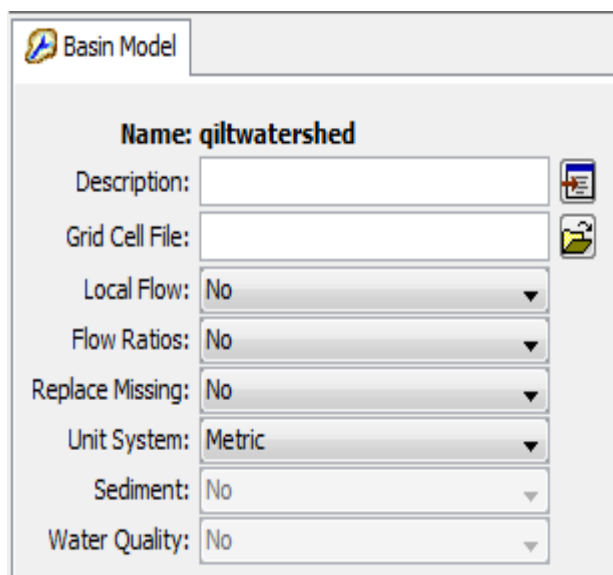 Basin Model
Name: qiltwatershed
Description:
Grid Cell File:
Local Flow: No
Flow Ratios: No
Replace Missing: No
Unit System: Metric
Sediment: No
Water Quality: No